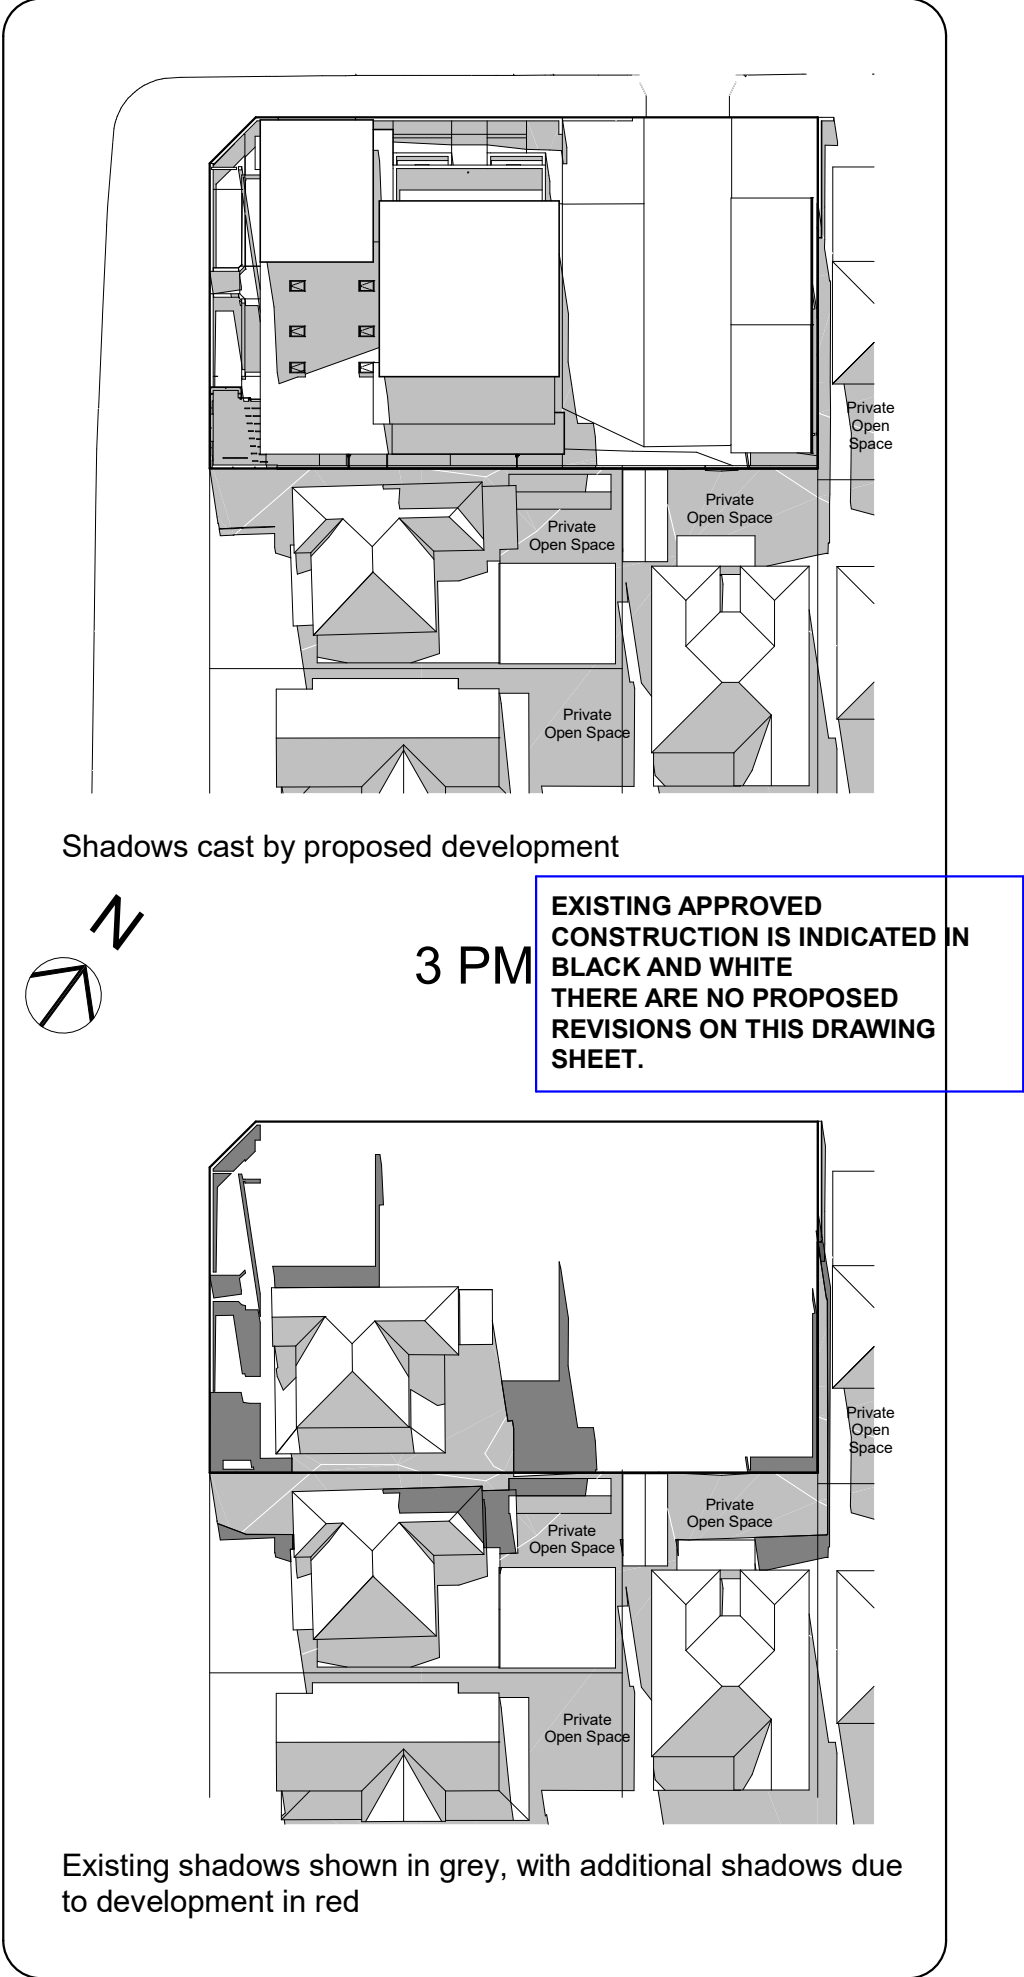 Private
Open
Space
Private
Open Space
Private
Open Space
Private
Open Space
Shadows cast by proposed development
N
3 PM
EXISTING APPROVED
CONSTRUCTION IS INDICATED IN
BLACK AND WHITE
THERE ARE NO PROPOSED
REVISIONS ON THIS DRAWING
SHEET.
Private
Open
Space
Private
Open Space
Private
Open Space
Private
Open Space
Existing shadows shown in grey, with additional shadows due
to development in red